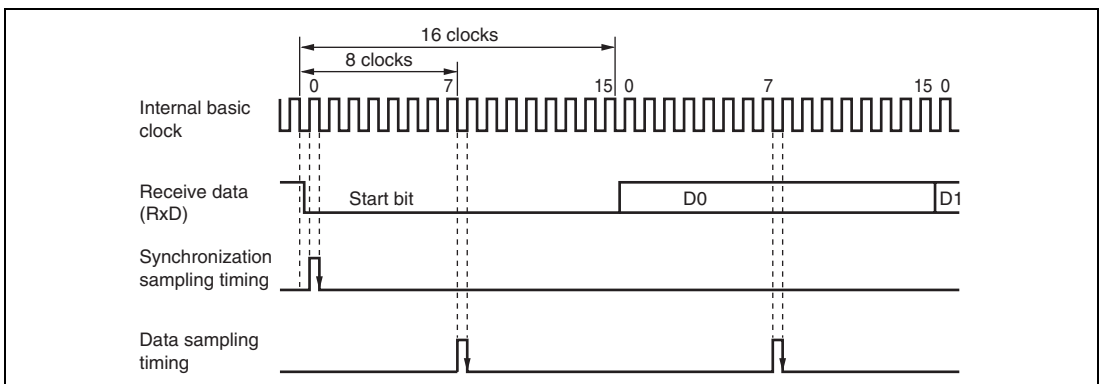 16 clocks
8 clocks
0 7 15 0 7 15 0
Internal basic
clock
Receive data
(RxD)
Start bit D0 D1
Synchronization
sampling timing
Data sampling
timing